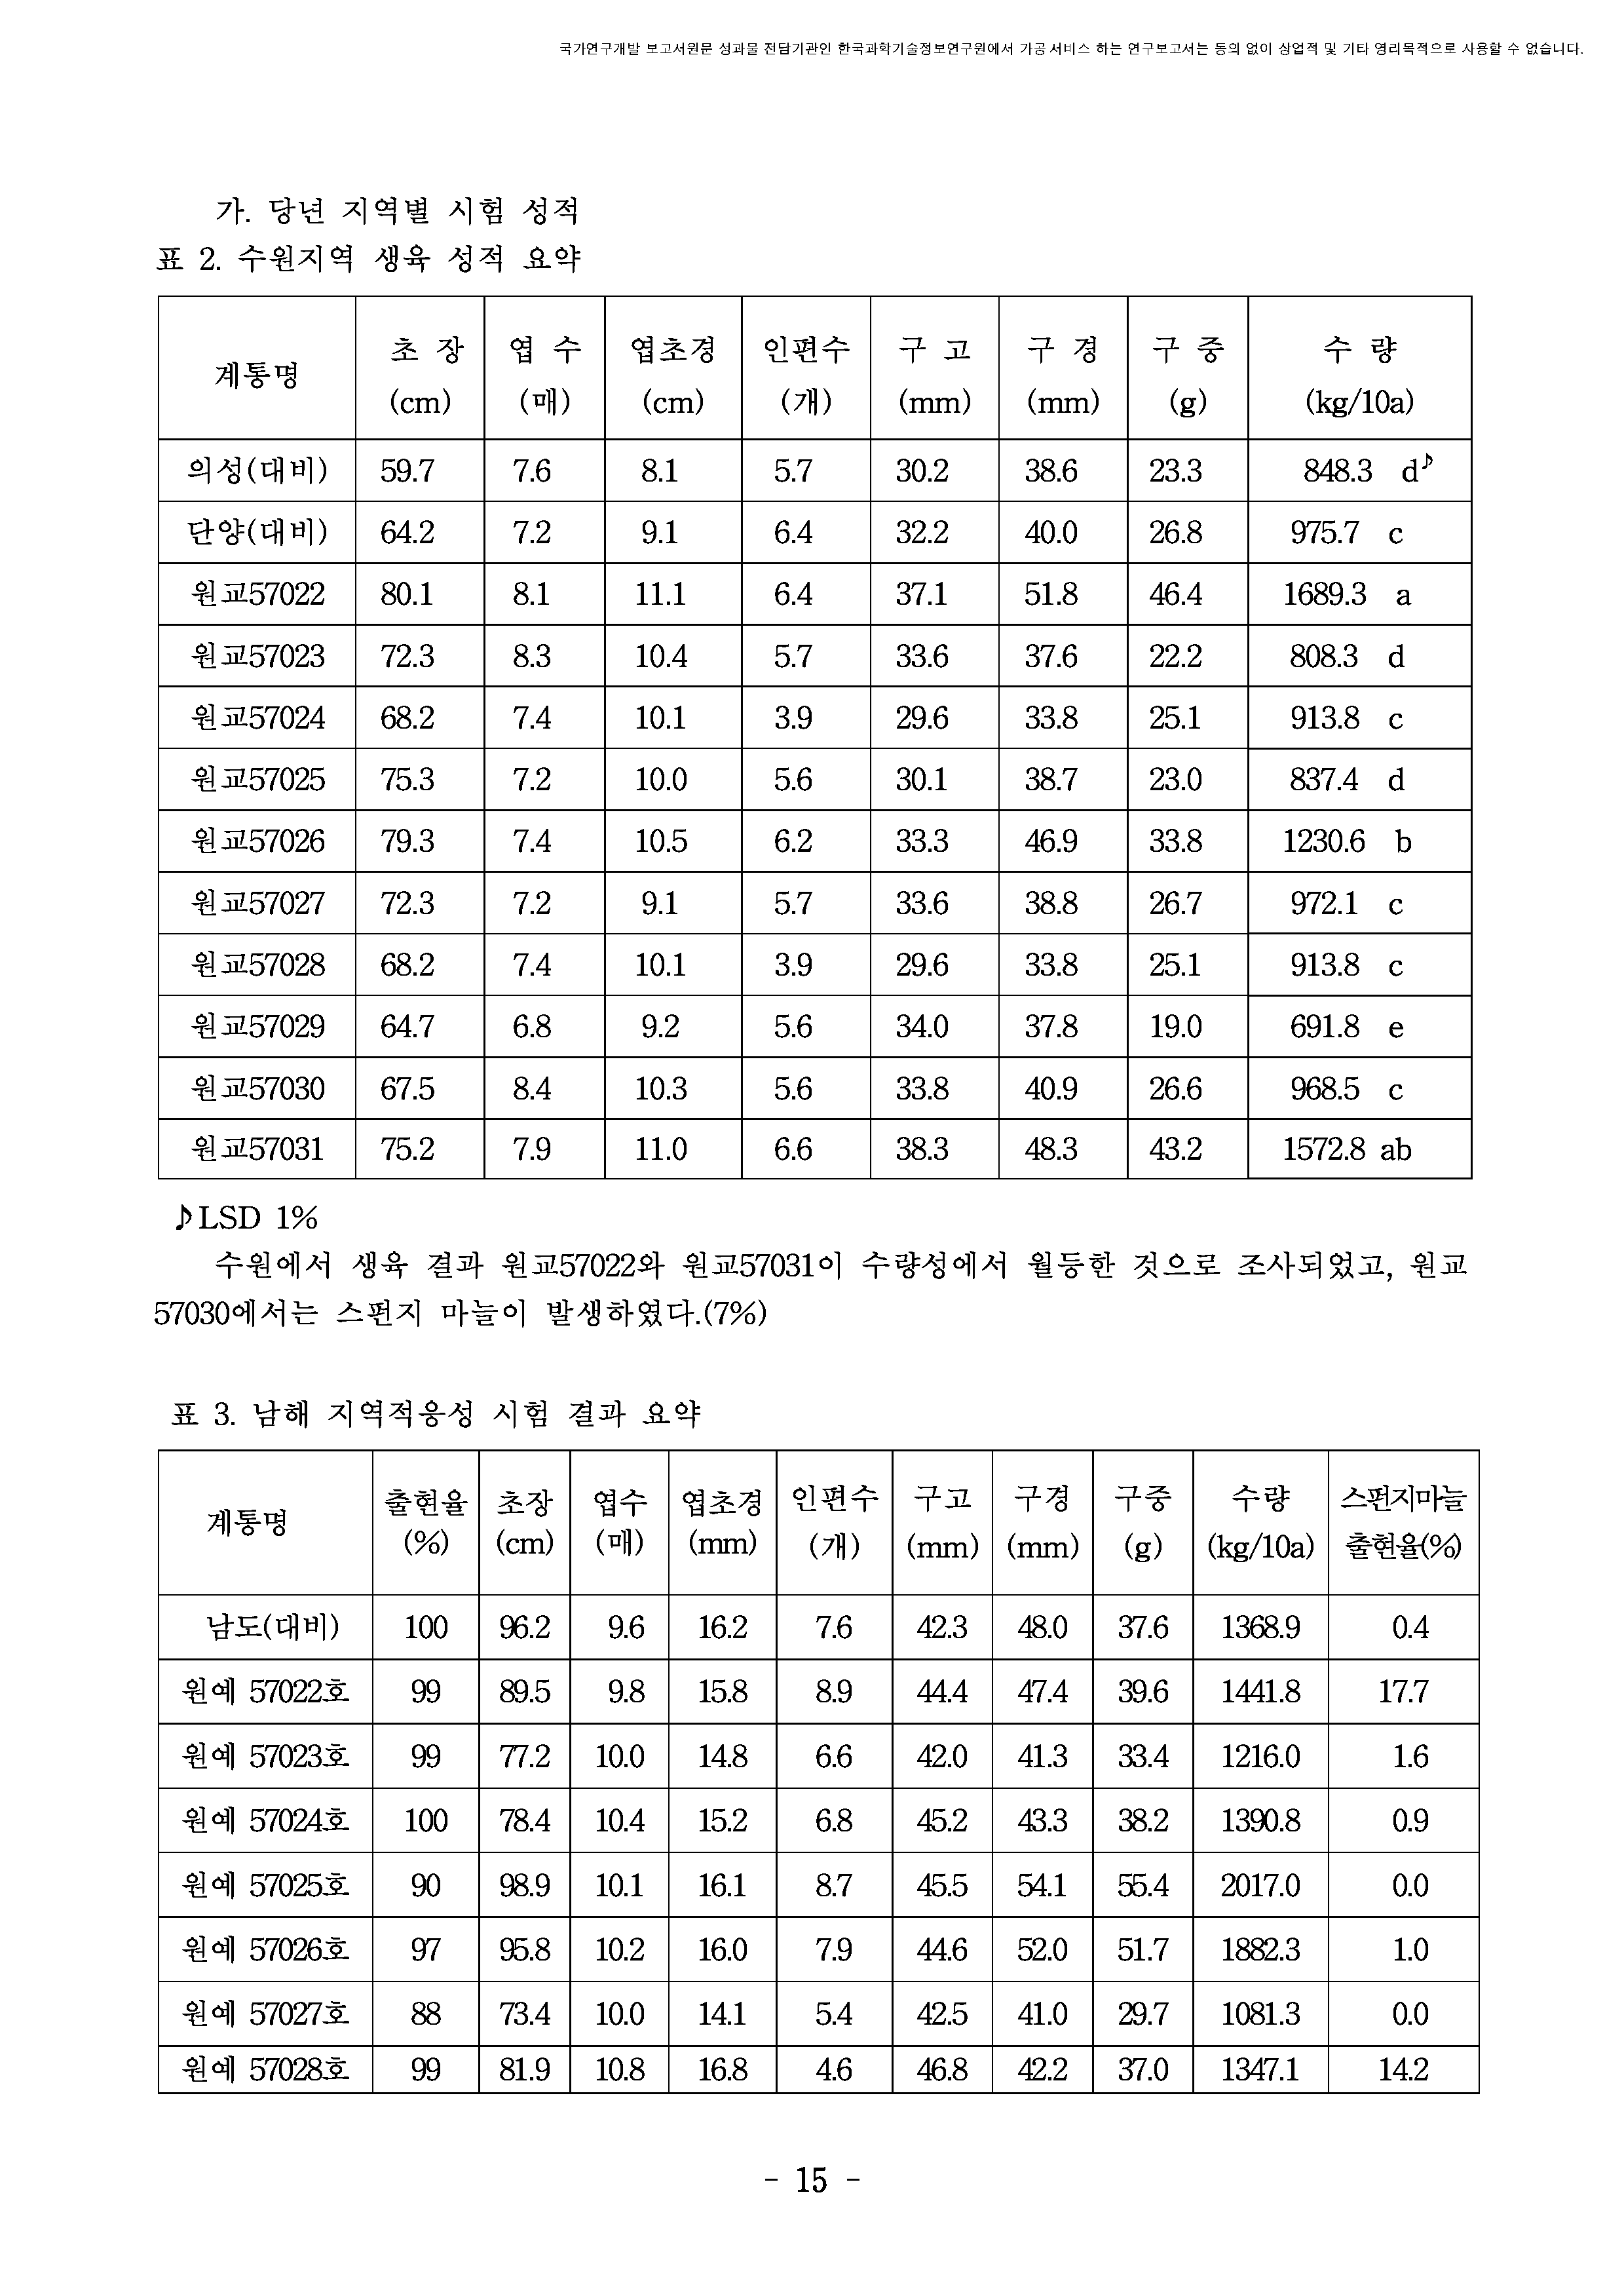 국가연구개발 보고서원문 성과물 전담기관인 한국과학기술정보연구원에서 가공·서비스 하는 연구보고서는 동의 없이 상업적 및 기타 영리목적으로 사용할 수 없습니다.
가. 당년 지역별 시험 성적
표 2. 수원지역 생육 성적 요약
계통명 초 장 (cm) 엽 수 (매) 엽초경 (cm) 인편수 (개) 구 고 (mm) 구 경 (mm) 구 중 (g) 수 량 (kg/10a)
의성(대비) 59.7 7.6 8.1 5.7 30.2 38.6 23.3 848.3 d♪
단양(대비) 64.2 7.2 9.1 6.4 32.2 40.0 26.8 975.7 c
원교57022 80.1 8.1 11.1 6.4 37.1 51.8 46.4 1689.3 a
원교57023 72.3 8.3 10.4 5.7 33.6 37.6 22.2 808.3 d
원교57024 68.2 7.4 10.1 3.9 29.6 33.8 25.1 913.8 c
원교57025 75.3 7.2 10.0 5.6 30.1 38.7 23.0 837.4 d
원교57026 79.3 7.4 10.5 6.2 33.3 46.9 33.8 1230.6 b
원교57027 72.3 7.2 9.1 5.7 33.6 38.8 26.7 972.1 c
원교57028 68.2 7.4 10.1 3.9 29.6 33.8 25.1 913.8 c
원교57029 64.7 6.8 9.2 5.6 34.0 37.8 19.0 691.8 e
원교57030 67.5 8.4 10.3 5.6 33.8 40.9 26.6 968.5 c
원교57031 75.2 7.9 11.0 6.6 38.3 48.3 43.2 1572.8 ab
♪LSD 1%
수원에서 생육 결과 원교57022와 원교57031이 수량성에서 월등한 것으로 조사되었고, 원교
57030에서는 스펀지 마늘이 발생하였다.(7%)
표 3. 남해 지역적응성 시험 결과 요약
계통명 출현율 (%) 초장 (cm) 엽수 (매) 엽초경 (mm) 인편수 (개) 구고 (mm) 구경 (mm) 구중 (g) 수량 (kg/10a) 스펀지마늘 출현율(%)
남도(대비) 100 96.2 9.6 16.2 7.6 42.3 48.0 37.6 1368.9 0.4
원예 57022호 99 89.5 9.8 15.8 8.9 44.4 47.4 39.6 1441.8 17.7
원예 57023호 99 77.2 10.0 14.8 6.6 42.0 41.3 33.4 1216.0 1.6
원예 57024호 100 78.4 10.4 15.2 6.8 45.2 43.3 38.2 1390.8 0.9
원예 57025호 90 98.9 10.1 16.1 8.7 45.5 54.1 55.4 2017.0 0.0
원예 57026호 97 95.8 10.2 16.0 7.9 44.6 52.0 51.7 1882.3 1.0
원예 57027호 88 73.4 10.0 14.1 5.4 42.5 41.0 29.7 1081.3 0.0
원예 57028호 99 81.9 10.8 16.8 4.6 46.8 42.2 37.0 1347.1 14.2
- 15 -